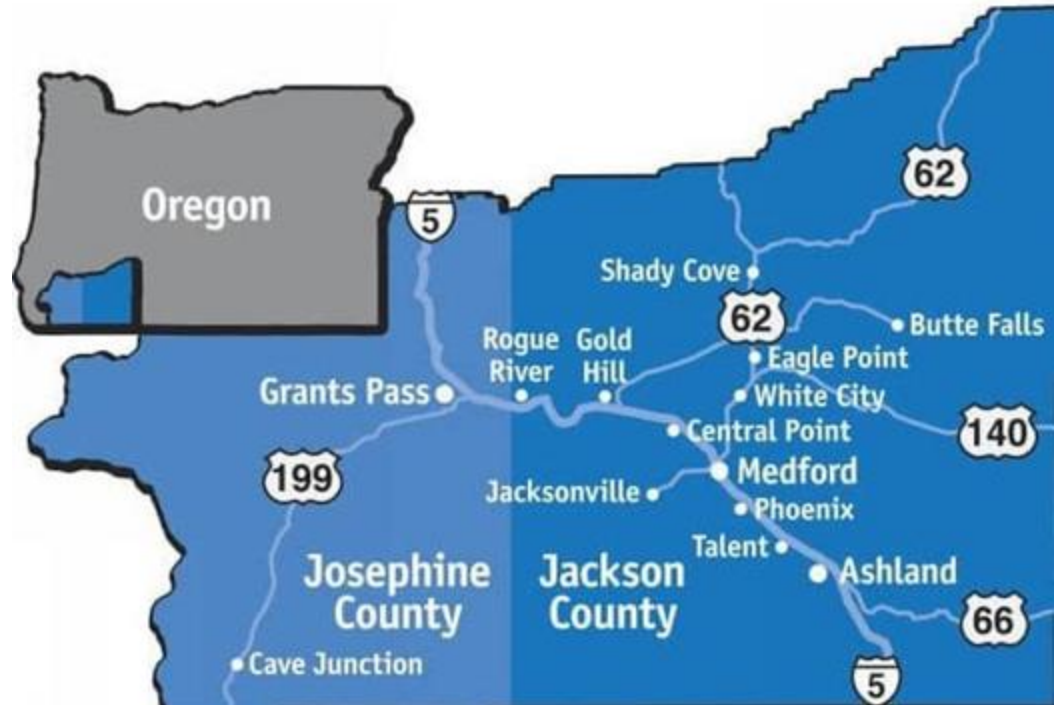 Oregon
5
62
Shady Cove
62
Butte Falls
Rogue
River
Gold
Hill
Eagle Point
Grants Pass
White City
Central Point
140
199
Medford
Jacksonville
Phoenix
Talent
Josephine
County
Jackson
County
Ashland
66
Cave Junction
5